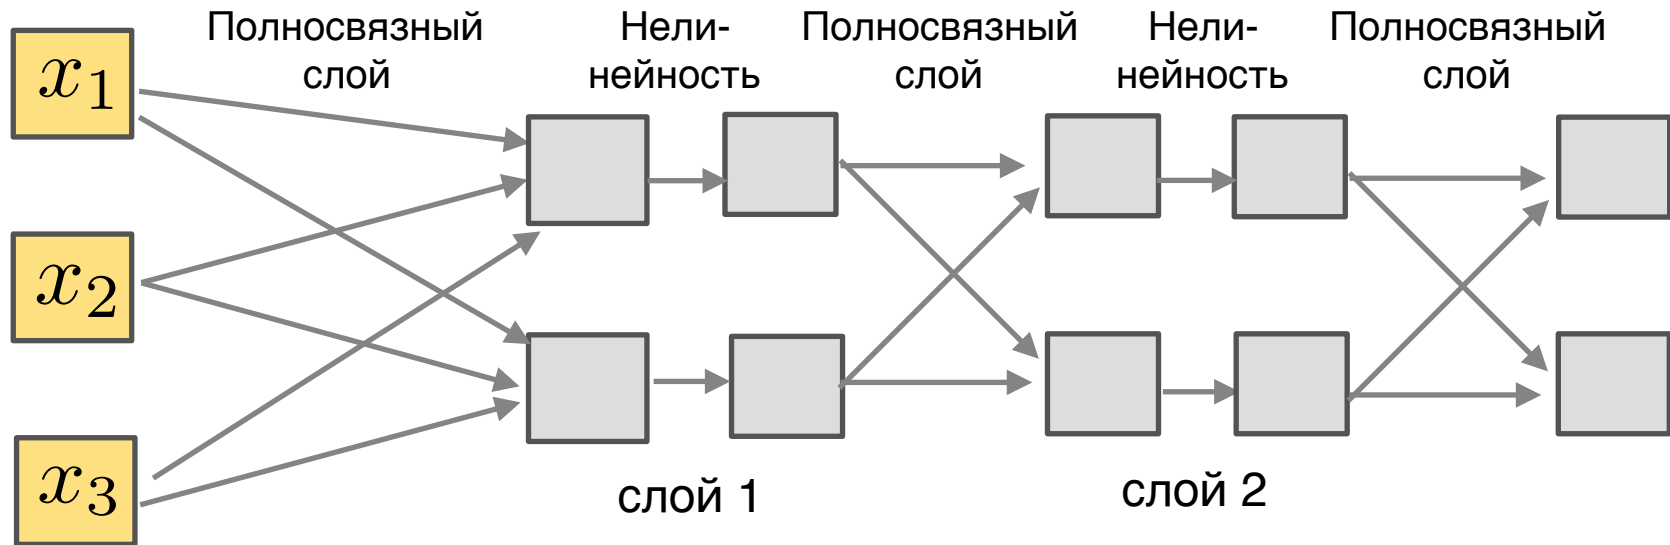 Полносвязный
слой
Нели-
нейность
Полносвязный
слой
Нели-
нейность
Полносвязный
слой
x1
x2
x3
слой 1
слой 2